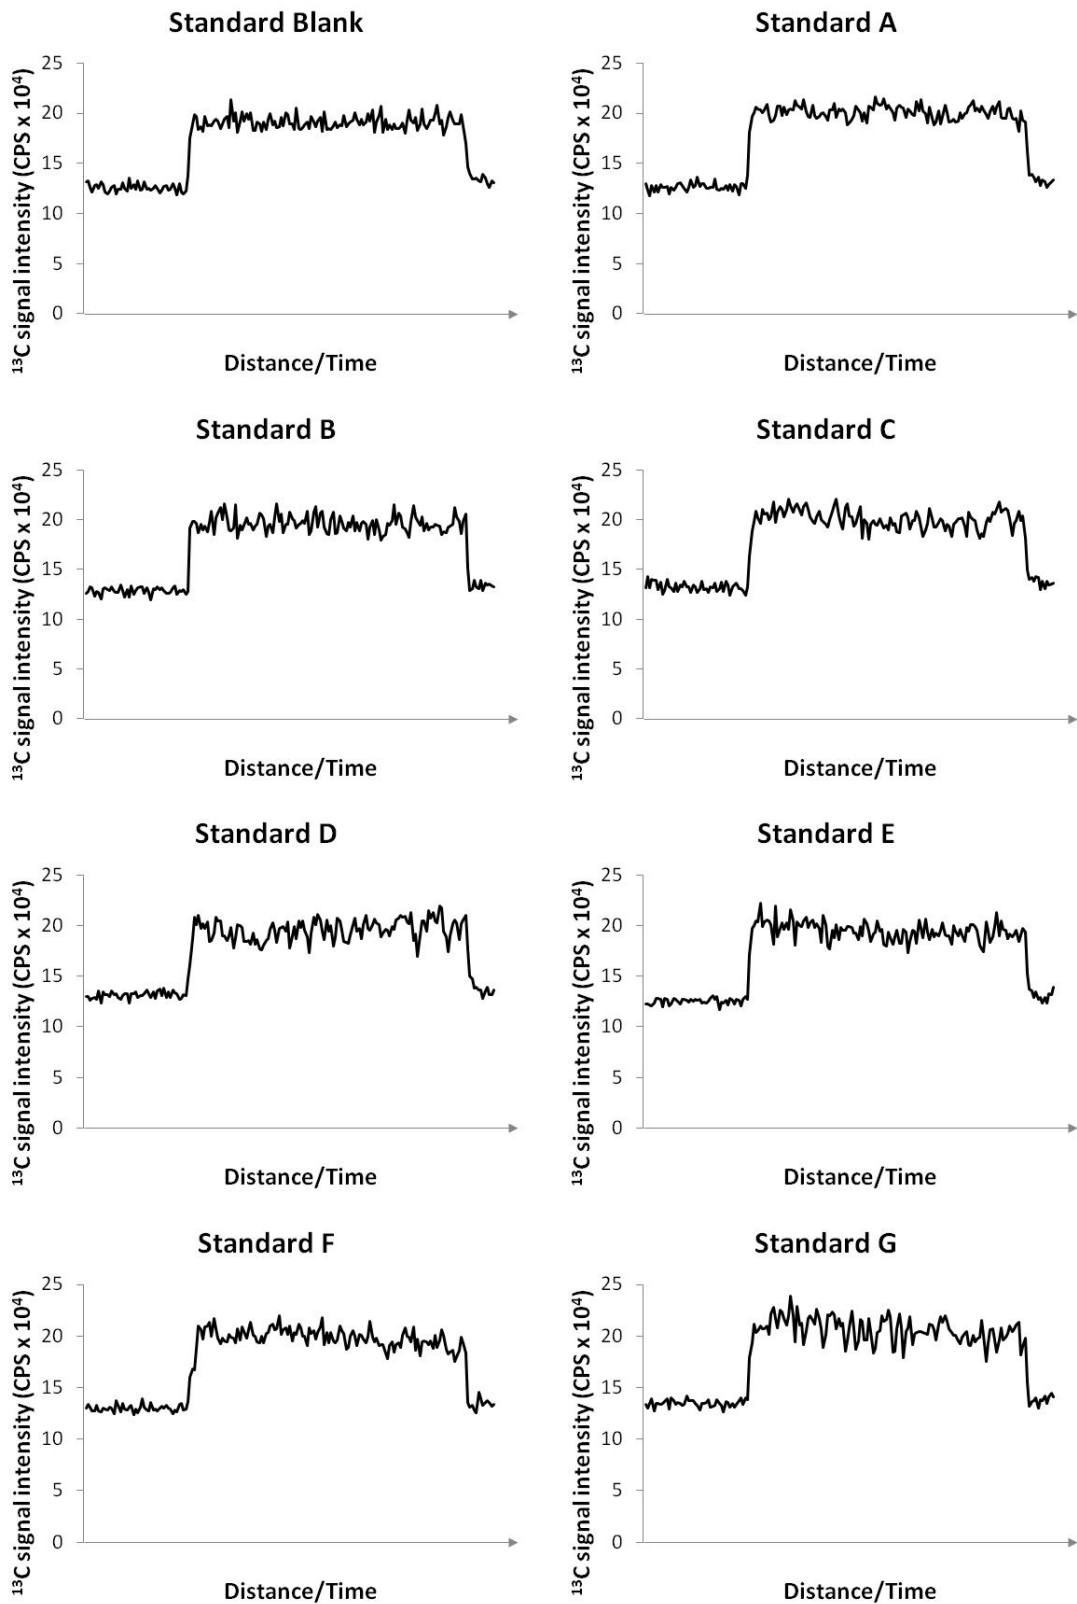 Standard Blank
¹³C signal intensity (CPS x 10⁴)
25
20
15
10
5
0
Distance/Time
Standard A
¹³C signal intensity (CPS x 10⁴)
25
20
15
10
5
0
Distance/Time
Standard B
¹³C signal intensity (CPS x 10⁴)
25
20
15
10
5
0
Distance/Time
Standard C
¹³C signal intensity (CPS x 10⁴)
25
20
15
10
5
0
Distance/Time
Standard D
¹³C signal intensity (CPS x 10⁴)
25
20
15
10
5
0
Distance/Time
Standard E
¹³C signal intensity (CPS x 10⁴)
25
20
15
10
5
0
Distance/Time
Standard F
¹³C signal intensity (CPS x 10⁴)
25
20
15
10
5
0
Distance/Time
Standard G
¹³C signal intensity (CPS x 10⁴)
25
20
15
10
5
0
Distance/Time